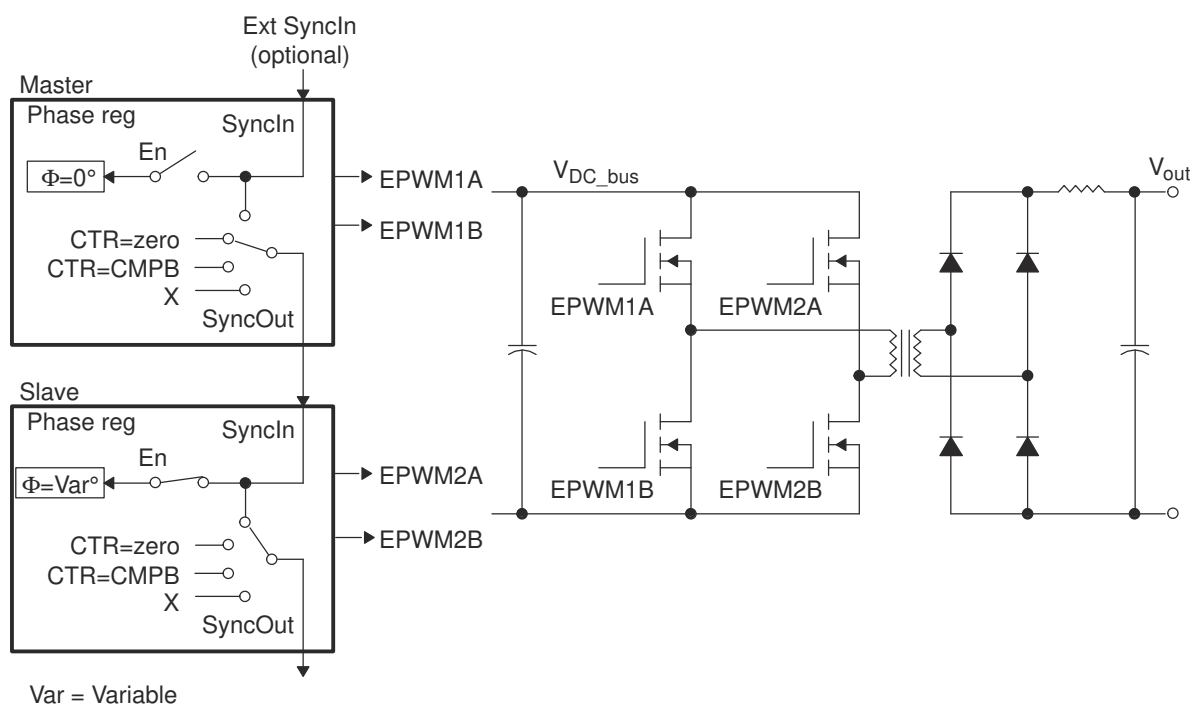 Ext SyncIn
(optional)
Master
Phase reg
SyncIn
En
Φ=0°
CTR=zero
CTR=CMPB
X
SyncOut
EPWM1A
EPWM1B
Slave
Phase reg
SyncIn
En
Φ=Var°
CTR=zero
CTR=CMPB
X
SyncOut
EPWM2A
EPWM2B
Var = Variable
VDC_bus
Vout
EPWM1A
EPWM2A
EPWM1B
EPWM2B